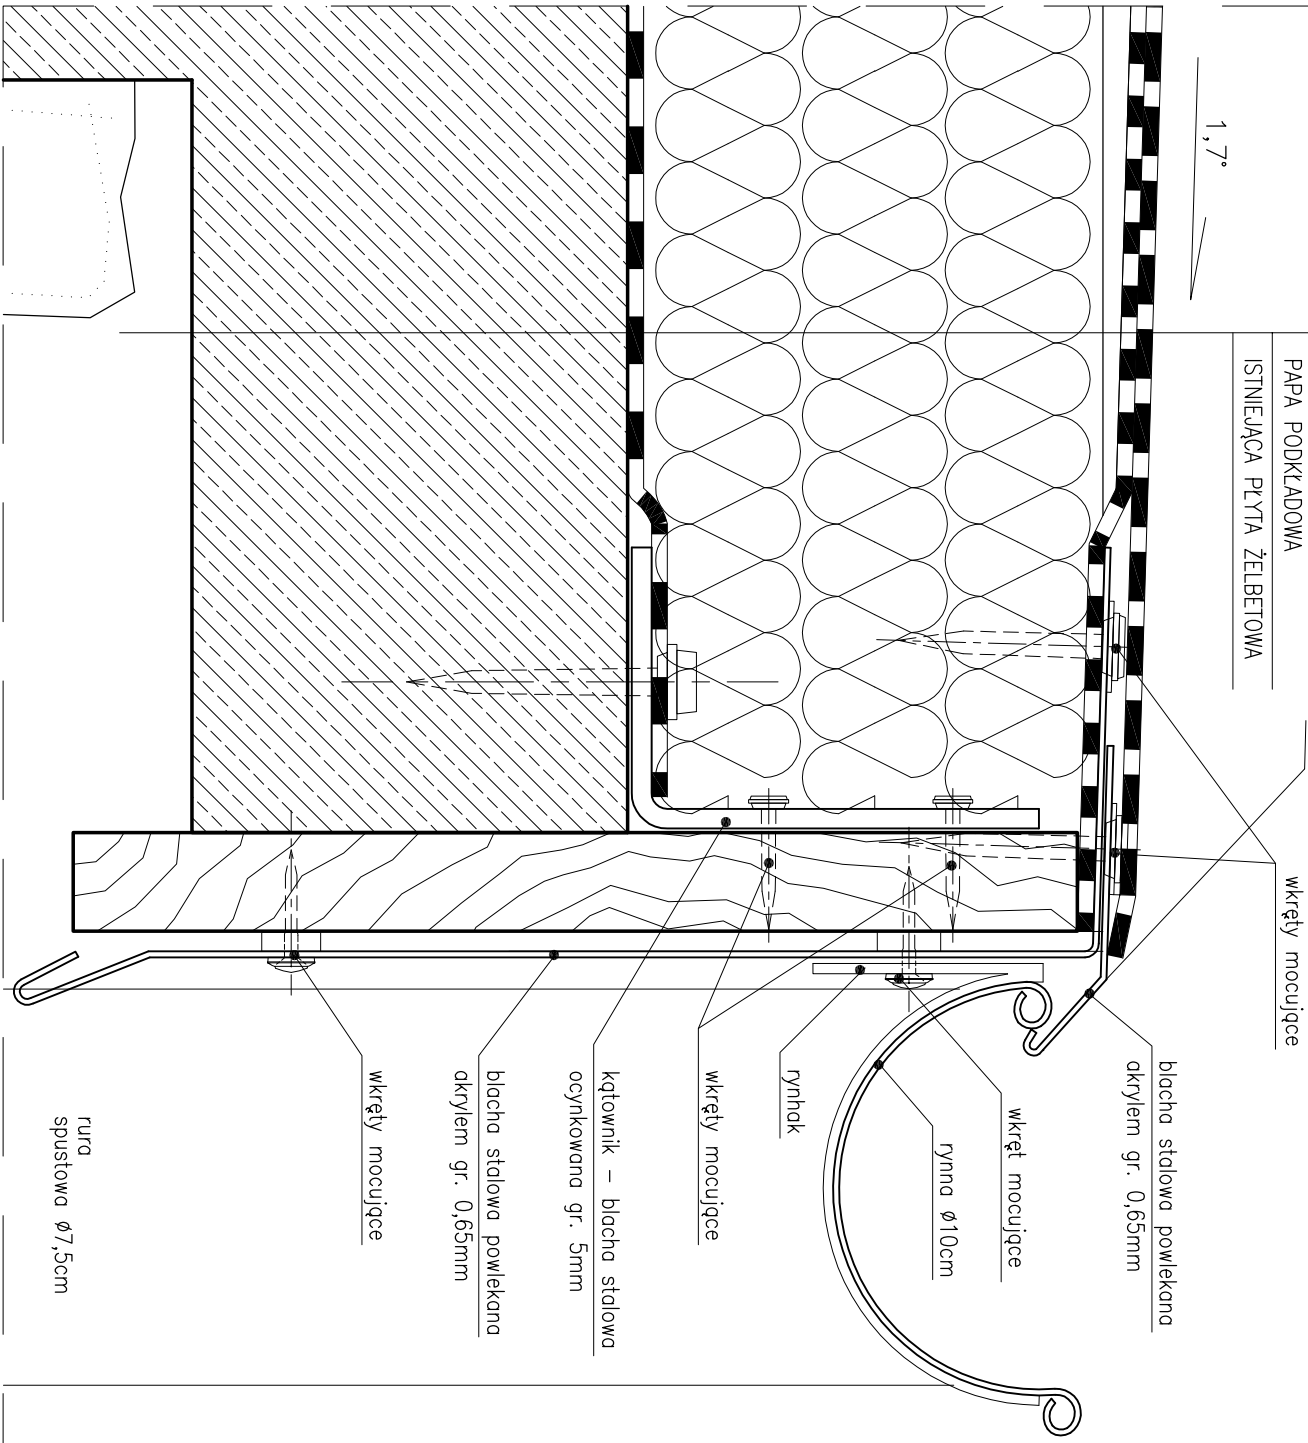 1,7°
PAPA PODKŁADOWA
ISTNIEJĄCA PŁYTA ŻELBETOWA
wkręty mocujące
blacha stalowa powlekana
akrylem gr. 0,65mm
wkręt mocujące
rynna Ø10cm
rynhak
wkręty mocujące
kątownik – blacha stalowa
ocynkowana gr. 5mm
blacha stalowa powlekana
akrylem gr. 0,65mm
wkręty mocujące
rura
spustowa Ø7,5cm